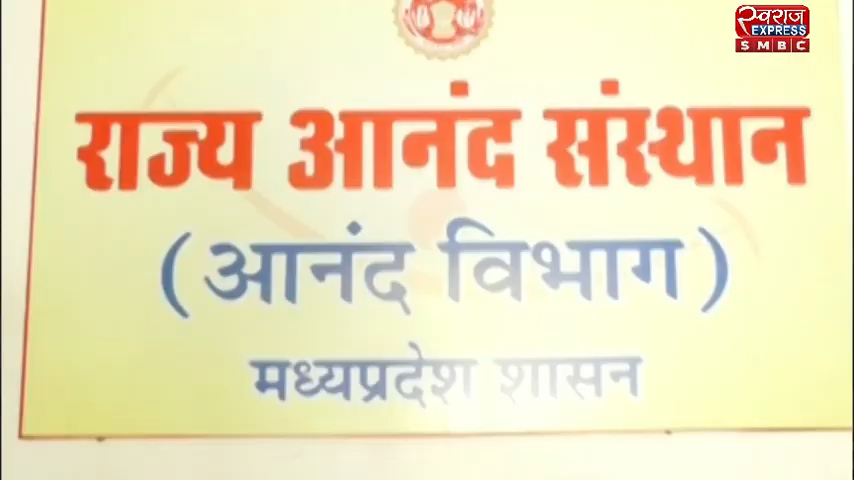 स्वराज
EXPRESS
SMBC
राज्य आनंद संस्थान
(आनंद विभाग)
मध्यप्रदेश शासन